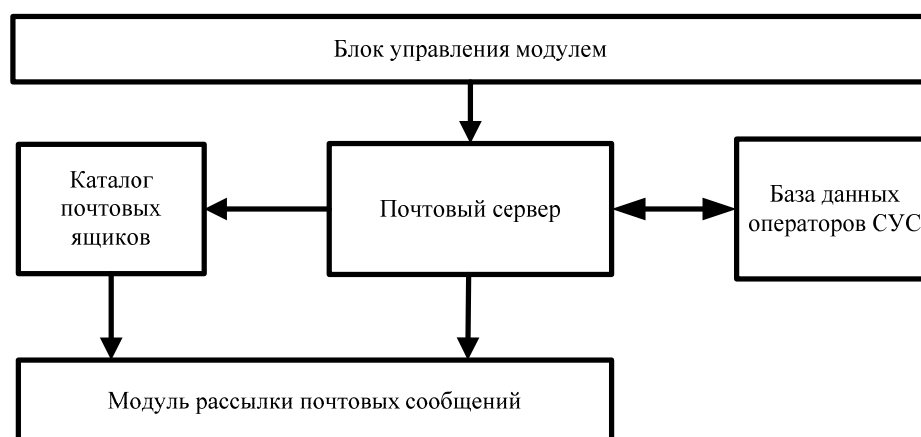 Блок управления модулем
Каталог
почтовых
ящиков
Почтовый сервер
База данных
операторов СУС
Модуль рассылки почтовых сообщений